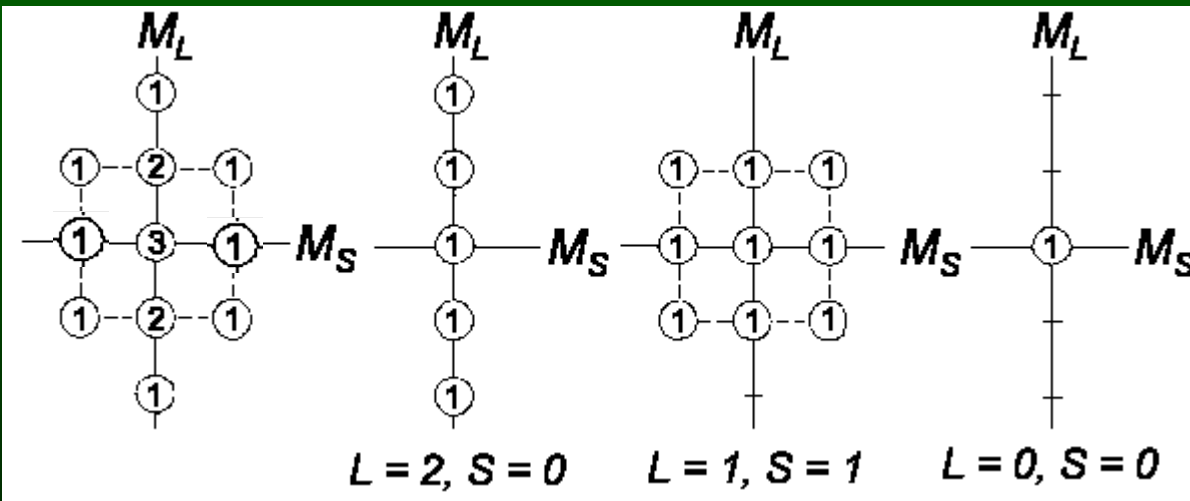 M_L M_L M_L M_L
1 1
1 2 1 1 1 1 1
1 3 1 M_S 1 M_S 1 1 1 M_S 1 M_S
1 2 1 1 1 1 1
1 1
L = 2, S = 0 L = 1, S = 1 L = 0, S = 0